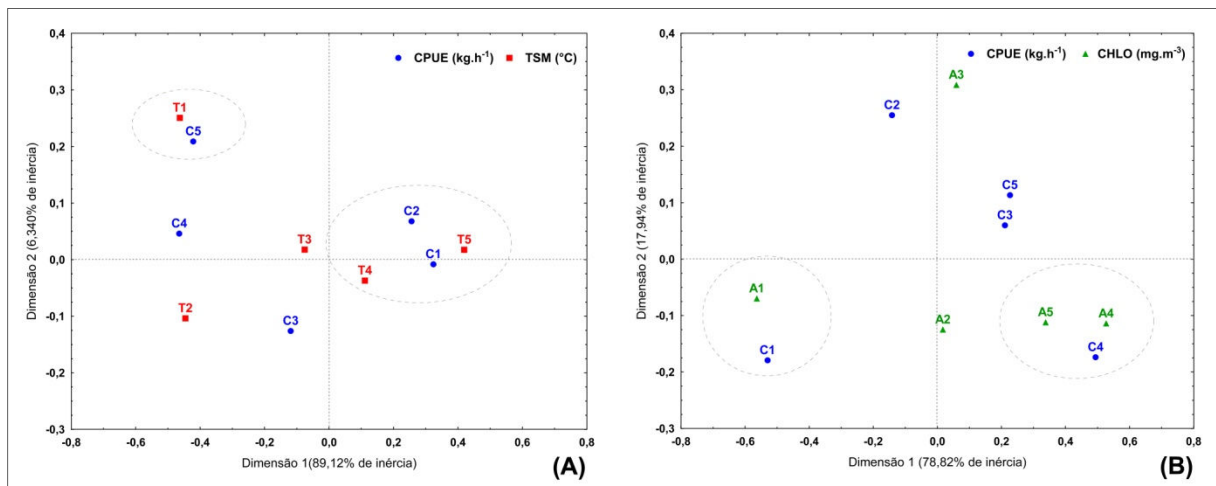 0,4
0,3
0,2
0,1
0,0
-0,1
-0,2
-0,3
Dimensão 2 (6,340% de inércia)
CPUE (kg.h⁻¹) TSM (°C)
T1
C5
C4
C2
T3
C1
T5
T4
T2
C3
-0,8 -0,6 -0,4 -0,2 0,0 0,2 0,4 0,6 0,8
Dimensão 1(89,12% de inércia)
(A)
0,4
0,3
0,2
0,1
0,0
-0,1
-0,2
-0,3
Dimensão 2 (17,94% de inércia)
CPUE (kg.h⁻¹) CHLO (mg.m⁻³)
A3
C2
C5
C3
A1
A2
A5 A4
C1
C4
-0,8 -0,6 -0,4 -0,2 0,0 0,2 0,4 0,6 0,8
Dimensão 1 (78,82% de inércia)
(B)